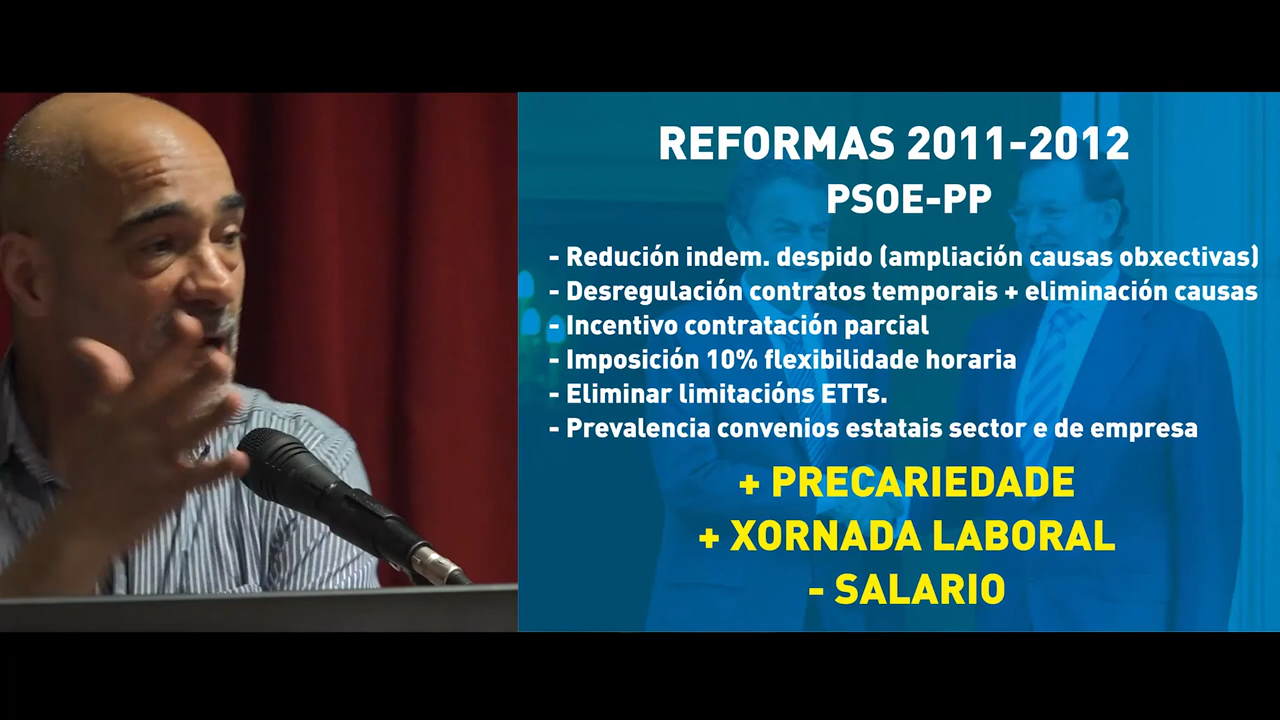 REFORMAS 2011-2012
PSOE-PP
- Redución indem. despido (ampliación causas obxectivas)
- Desregulación contratos temporais + eliminación causas
- Incentivo contratación parcial
- Imposición 10% flexibilidade horaria
- Eliminar limitacións ETTs.
- Prevalencia convenios estatais sector e de empresa
+ PRECARIEDADE
+ XORNADA LABORAL
- SALARIO